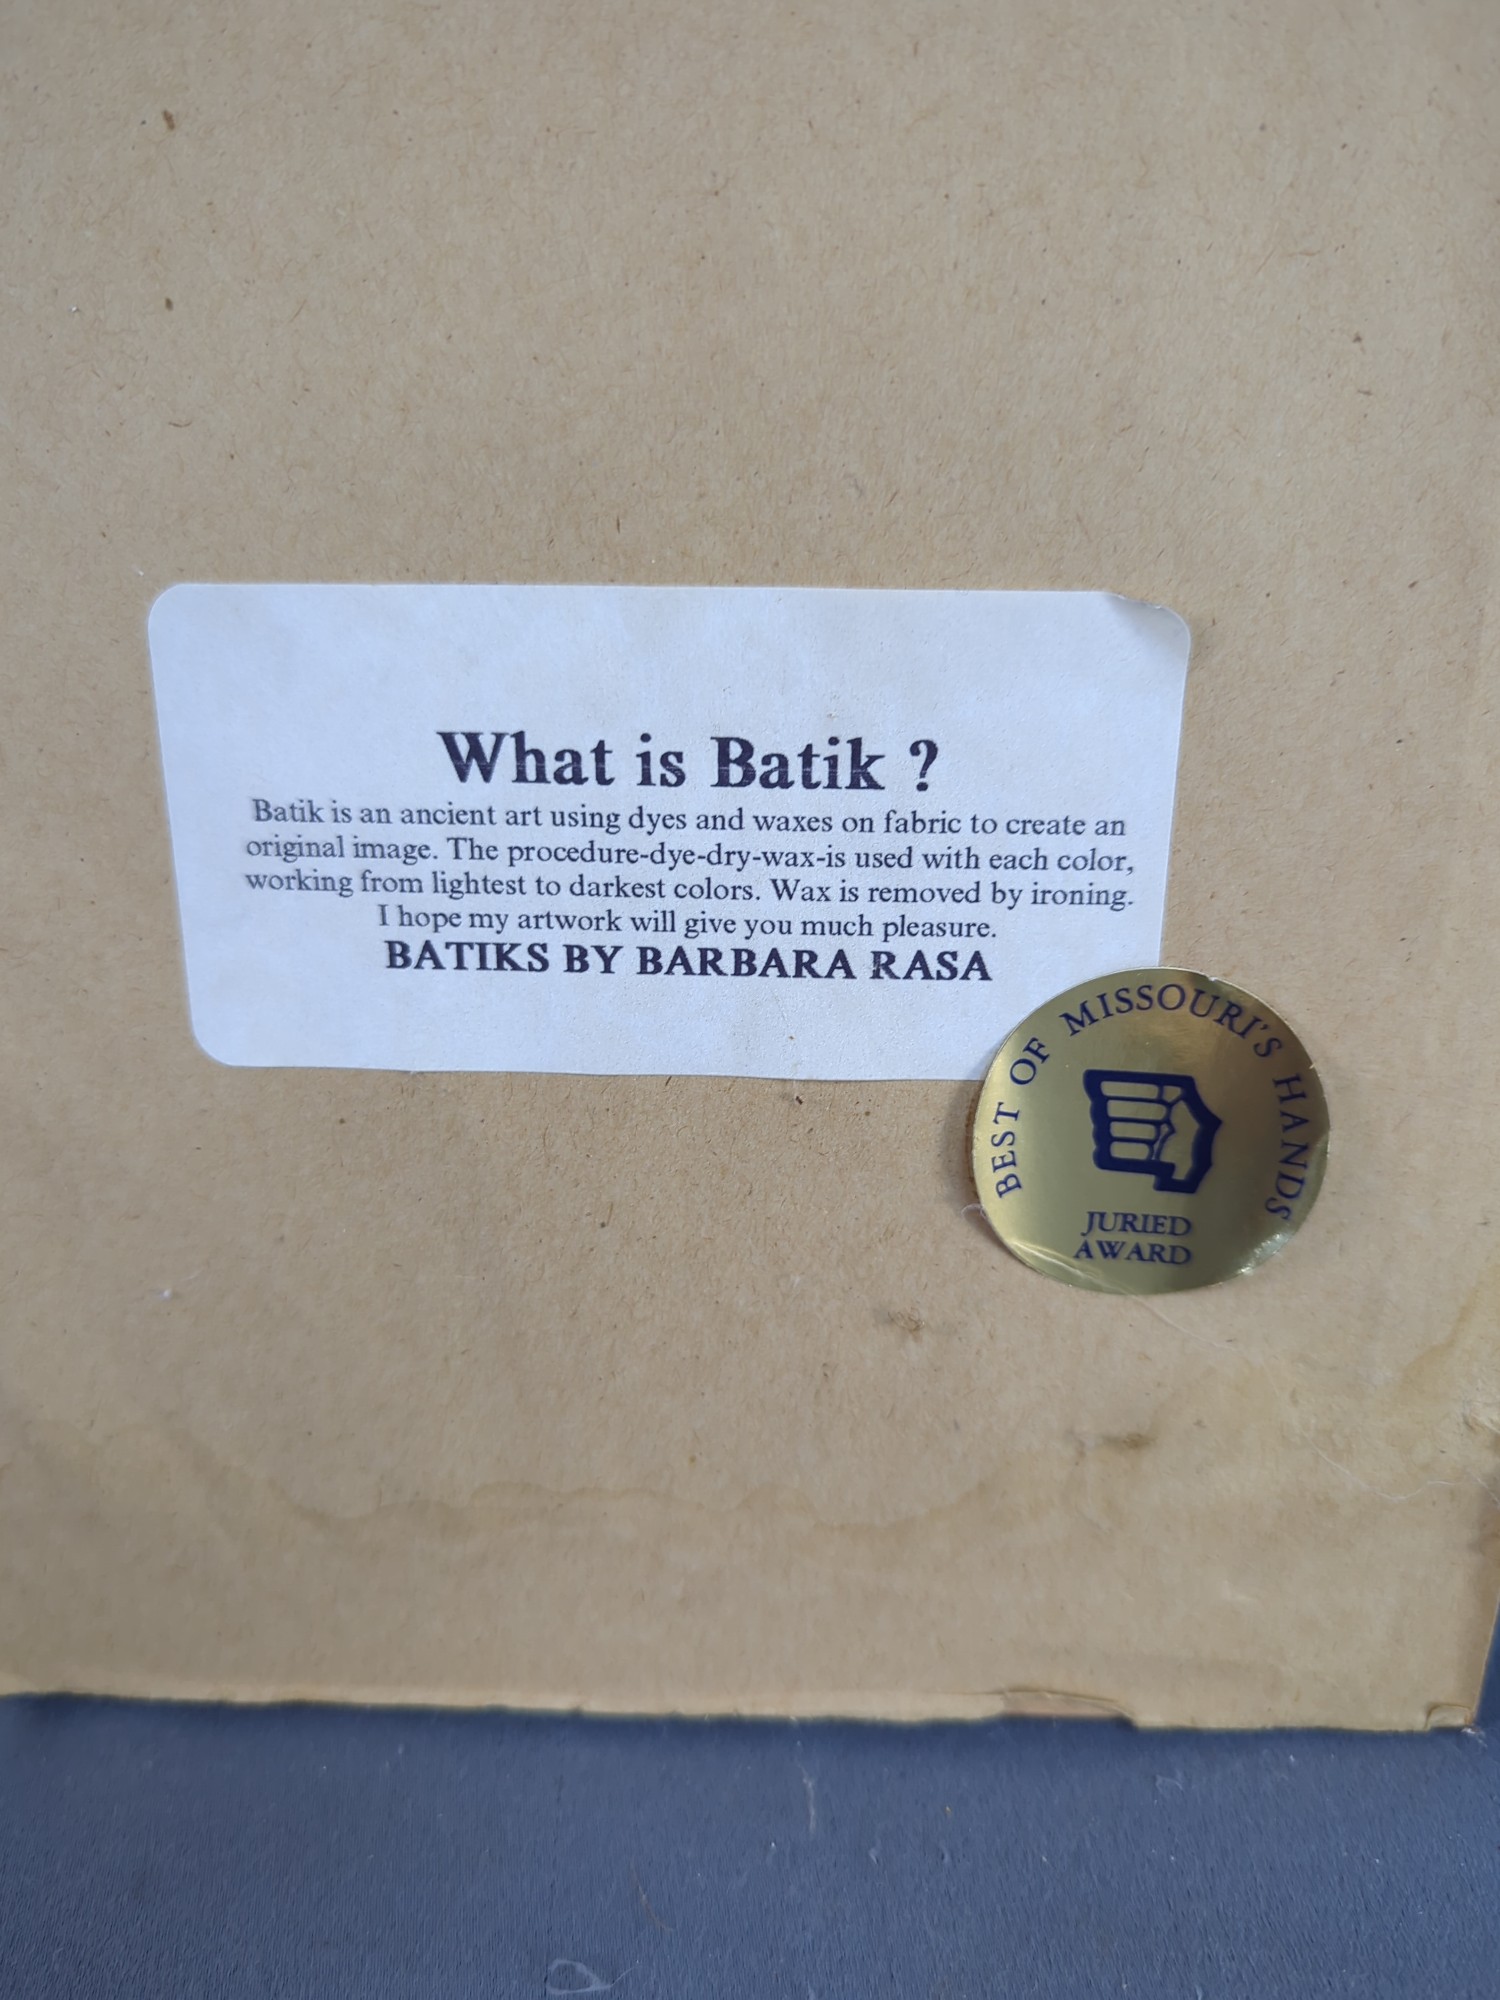 What is Batik ?
Batik is an ancient art using dyes and waxes on fabric to create an
original image. The procedure-dye-dry-wax-is used with each color,
working from lightest to darkest colors. Wax is removed by ironing.
I hope my artwork will give you much pleasure.
BATIKS BY BARBARA RASA
BEST OF MISSOURI'S HANDS
JURIED
AWARD